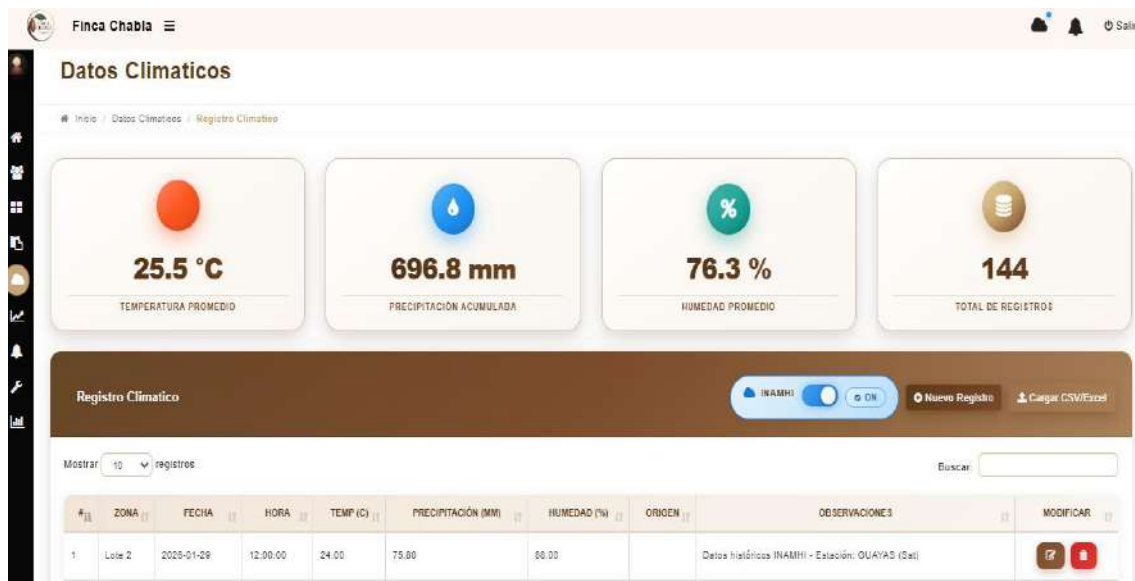 Finca Chabla
Sali
Datos Climaticos
Inicio / Datos Climaticos / Registro Climatico
25.5 °C
TEMPERATURA PROMEDIO
696.8 mm
PRECIPITACIÓN ACUMULADA
%
76.3 %
HUMEDAD PROMEDIO
144
TOTAL DE REGISTROS
Registro Climatico
INAMHI
ON
Nuevo Registro
Cargar CSV/Excel
Mostrar 10 registros
Buscar
# ZONA FECHA HORA TEMP (C) PRECIPITACIÓN (MM) HUMEDAD (%) ORIGEN OBSERVACIONES MODIFICAR
1 Lote 2 2026-01-29 12:00:00 24.00 75.80 88.00 Datos históricos INAMHI - Estación: GUAYAS (Sat)